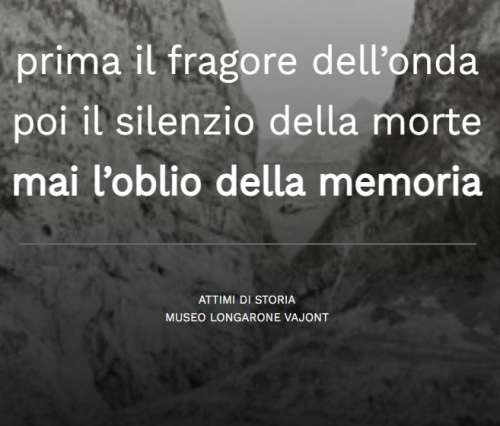 prima il fragore dell’onda
poi il silenzio della morte
mai l’oblio della memoria
ATTIMI DI STORIA
MUSEO LONGARONE VAJONT